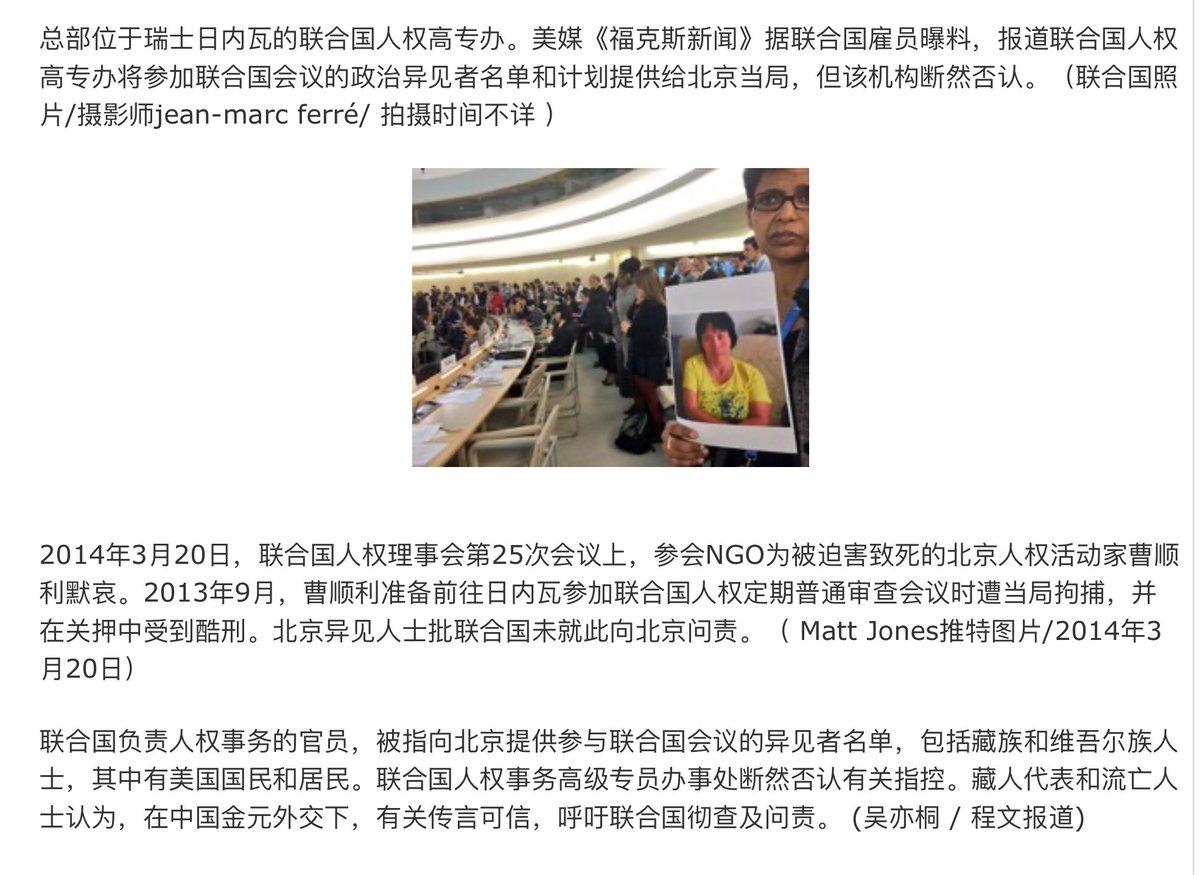 总部位于瑞士日内瓦的联合国人权高专办。美媒《福克斯新闻》据联合国雇员曝料，报道联合国人权
高专办将参加联合国会议的政治异见者名单和计划提供给北京当局，但该机构断然否认。（联合国照
片/摄影师jean-marc ferré/ 拍摄时间不详 ）
2014年3月20日，联合国人权理事会第25次会议上，参会NGO为被迫害致死的北京人权活动家曹顺
利默哀。2013年9月，曹顺利准备前往日内瓦参加联合国人权定期普通审查会议时遭当局拘捕，并
在关押中受到酷刑。北京异见人士批联合国未就此向北京问责。（ Matt Jones推特图片/2014年3
月20日）
联合国负责人权事务的官员，被指向北京提供参与联合国会议的异见者名单，包括藏族和维吾尔族人
士，其中有美国国民和居民。联合国人权事务高级专员办事处断然否认有关指控。藏人代表和流亡人
士认为，在中国金元外交下，有关传言可信，呼吁联合国彻查及问责。 (吴亦桐 / 程文报道)